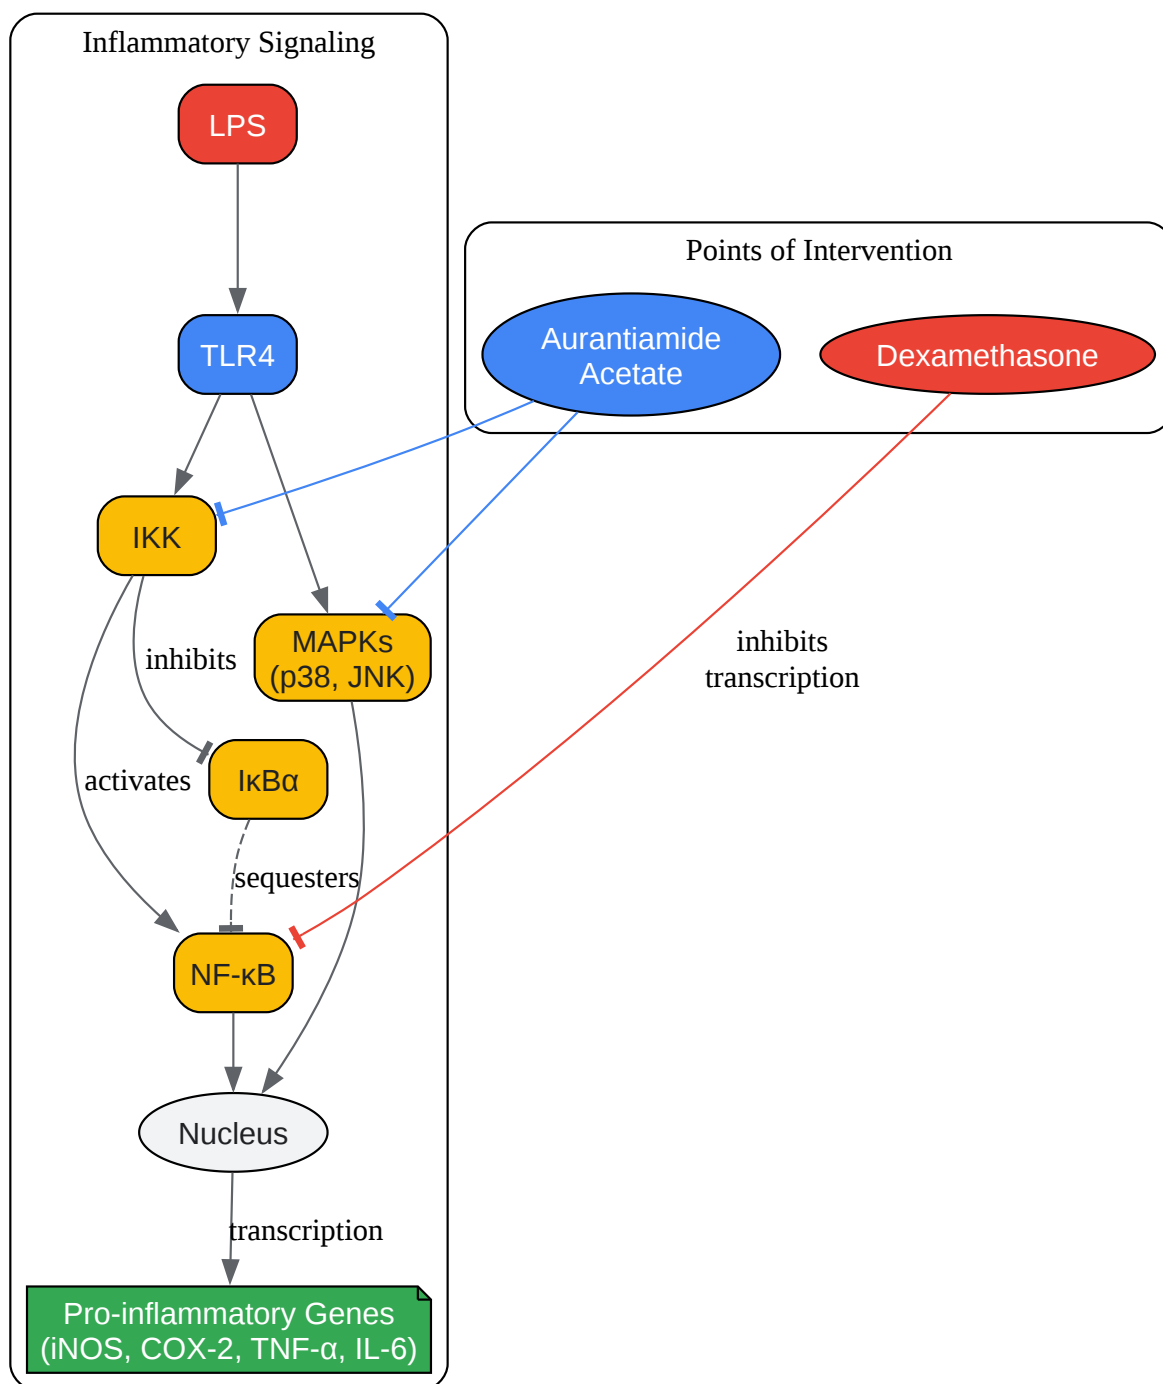 Inflammatory Signaling
LPS
Points of Intervention
TLR4
Aurantiamide
Acetate
Dexamethasone
IKK
inhibits
MAPKs
(p38, JNK)
inhibits
transcription
activates
IκBα
sequesters
NF-κB
Nucleus
transcription
Pro-inflammatory Genes
(iNOS, COX-2, TNF-α, IL-6)